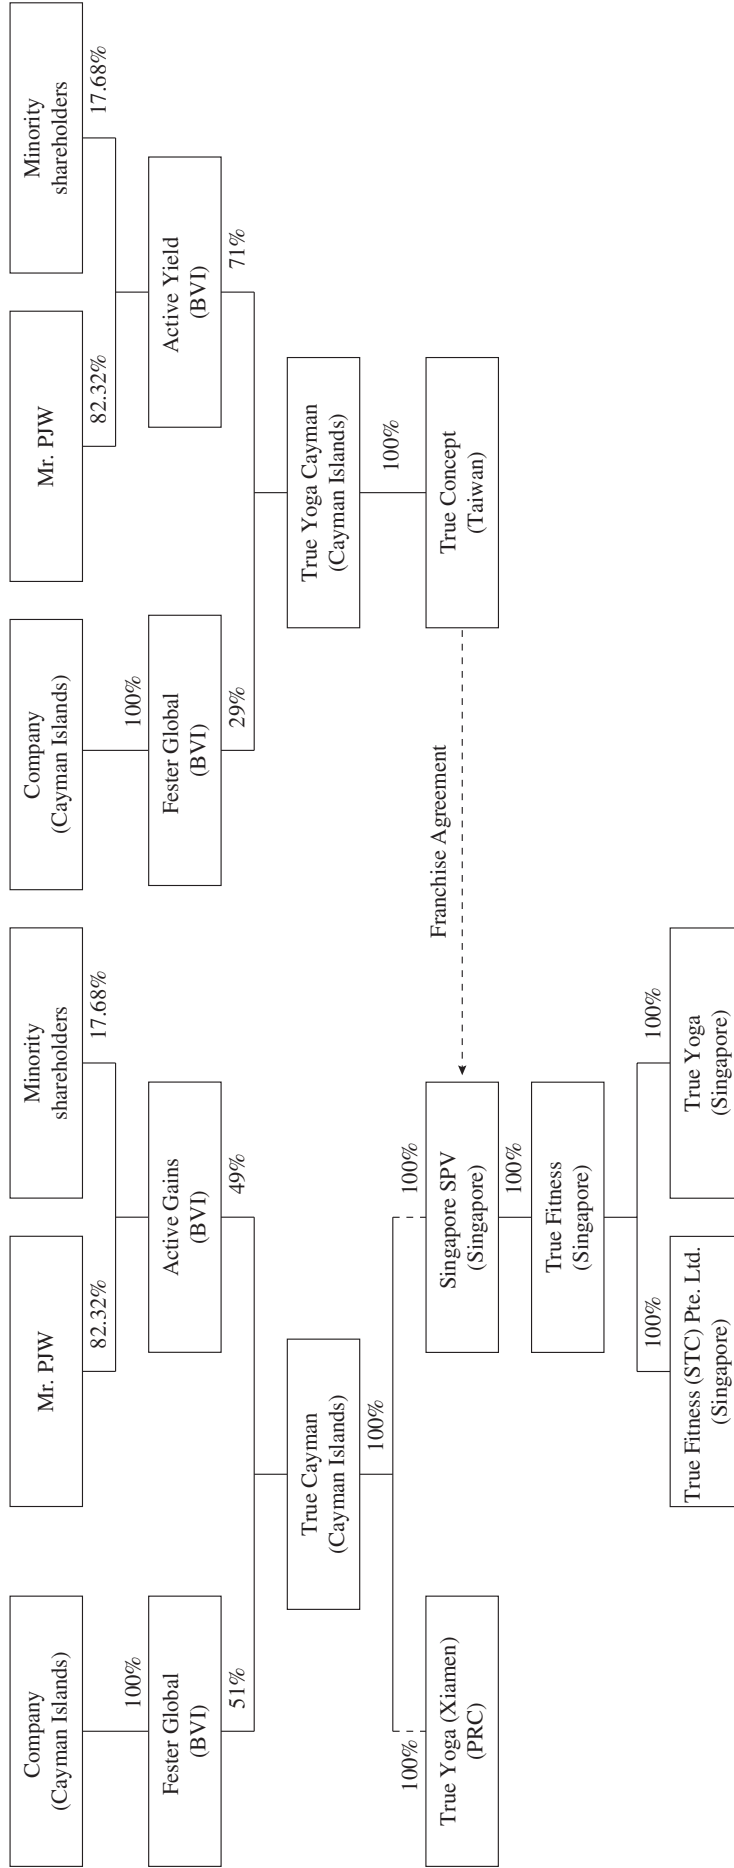 Company
(Cayman Islands)
100%
Fester Global
(BVI)
51%
Mr. PJW
82.32%
Minority
shareholders
17.68%
Active Gains
(BVI)
49%
True Cayman
(Cayman Islands)
100%
100%
True Yoga (Xiamen)
(PRC)
100%
Singapore SPV
(Singapore)
100%
True Fitness
(Singapore)
100%
True Fitness (STC) Pte. Ltd.
(Singapore)
100%
True Yoga
(Singapore)
Franchise Agreement
Company
(Cayman Islands)
100%
Fester Global
(BVI)
29%
Mr. PJW
82.32%
Minority
shareholders
17.68%
Active Yield
(BVI)
71%
True Yoga Cayman
(Cayman Islands)
100%
True Concept
(Taiwan)